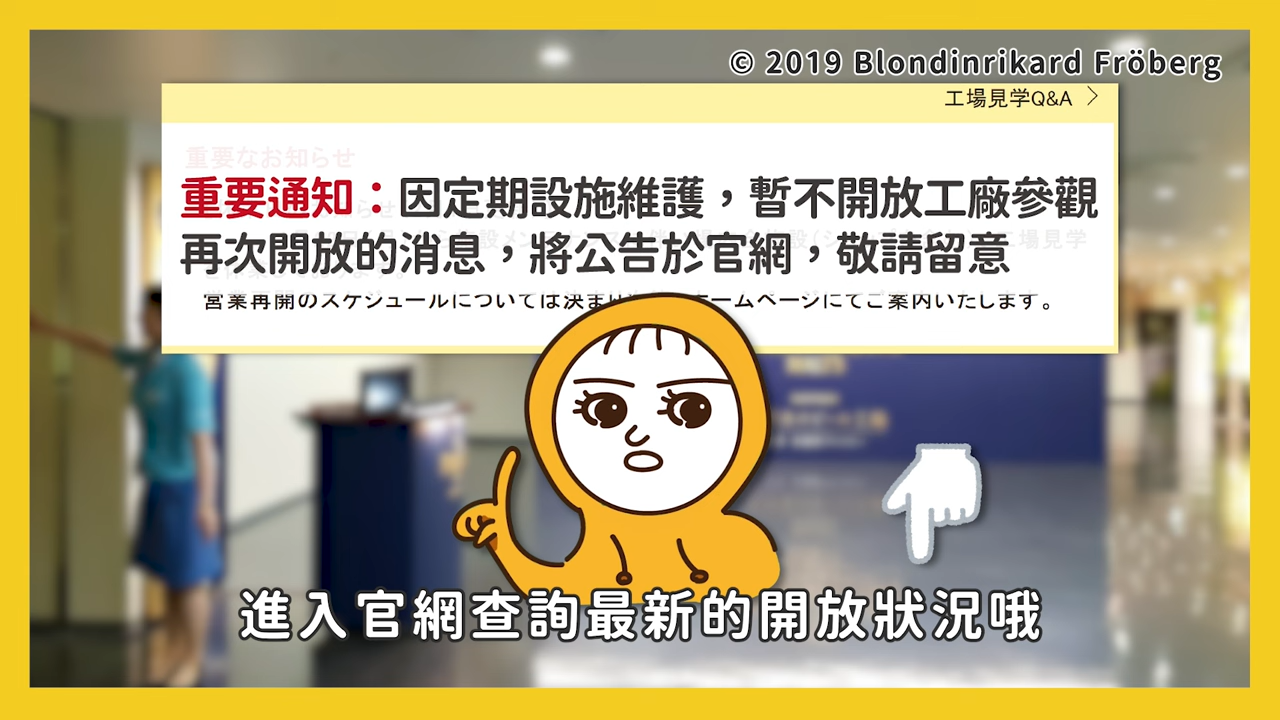 © 2019 Blondinrikard Fröberg
工場見学Q&A
重要なお知らせ
重要通知：因定期設施維護，暫不開放工廠參觀
再次開放的消息，將公告於官網，敬請留意
営業再開のスケジュールについては決ま ホームページにてご案内いたします。
進入官網查詢最新的開放狀況哦